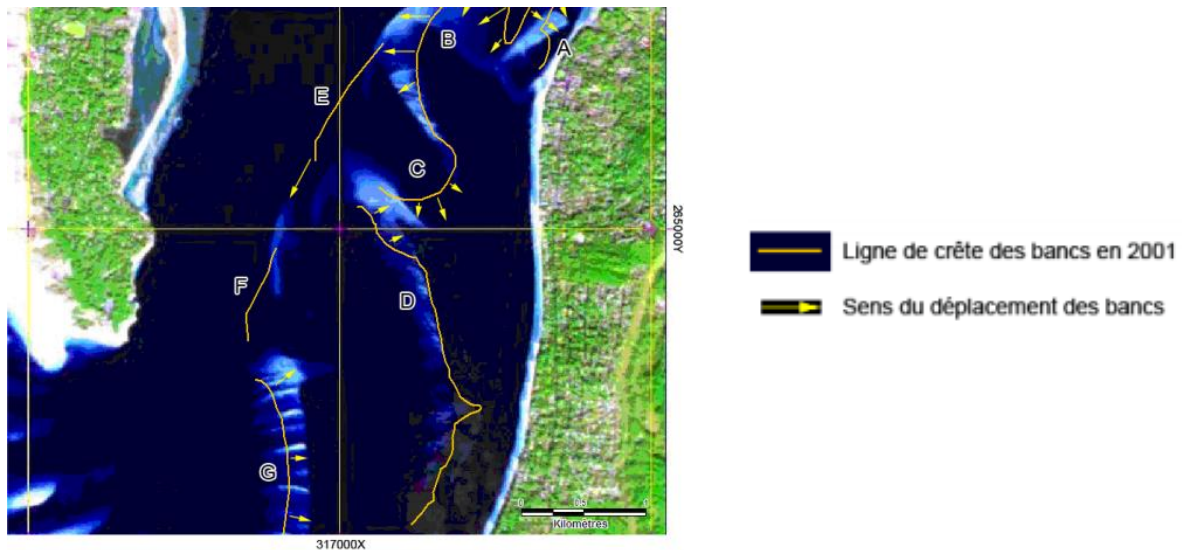 B
A
E
C
265000Y
F
D
G
0 0,5 1
Kilomètres
317000X
Ligne de crête des bancs en 2001
Sens du déplacement des bancs